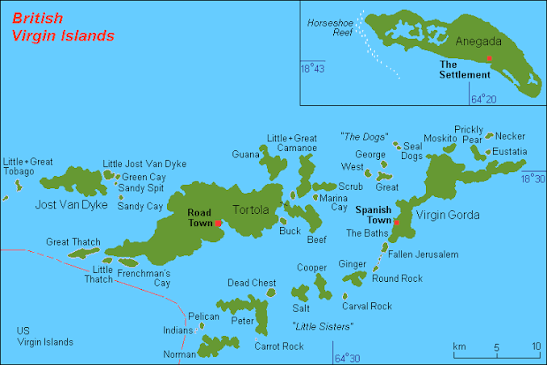 British
Virgin Islands
Horseshoe
Reef
Anegada
18°43
The
Settlement
64°20
"The Dogs"
Little+Great
Camanoe
Guana
George
West
Great
Seal
Dogs
Moskito
Prickly
Pear
Necker
Eustatia
18°30
Little+Great
Tobago
Little Jost Van Dyke
Green Cay
Sandy Spit
Sandy Cay
Jost Van Dyke
Road
Town
Tortola
Scrub
Marina
Cay
Buck
Beef
Spanish
Town
Virgin Gorda
The Baths
Fallen Jerusalem
Great Thatch
Little
Thatch
Frenchman's
Cay
Round Rock
Ginger
Cooper
Carval Rock
Salt
Dead Chest
Pelican
Peter
Indians
Norman
Carrot Rock
"Little Sisters"
US
Virgin Islands
64°30
km
5
10